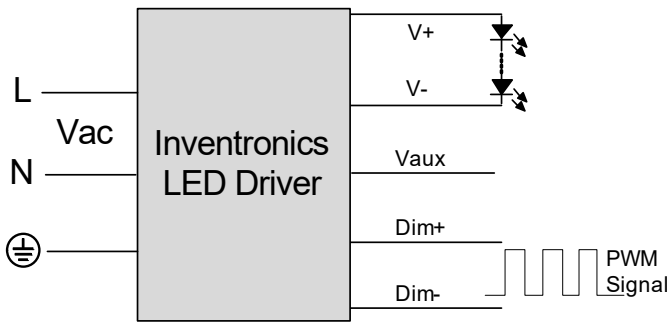 V+
L
V-
Vac
Inventronics
LED Driver
Vaux
N
Dim+
PWM
Signal
Dim-